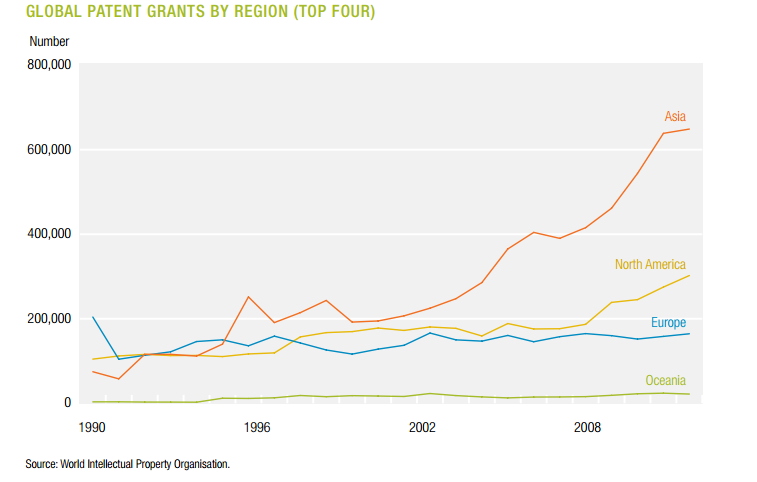 GLOBAL PATENT GRANTS BY REGION (TOP FOUR)
Number
800,000
Asia
600,000
400,000
North America
200,000
Europe
Oceania
0
1990 1996 2002 2008
Source: World Intellectual Property Organisation.